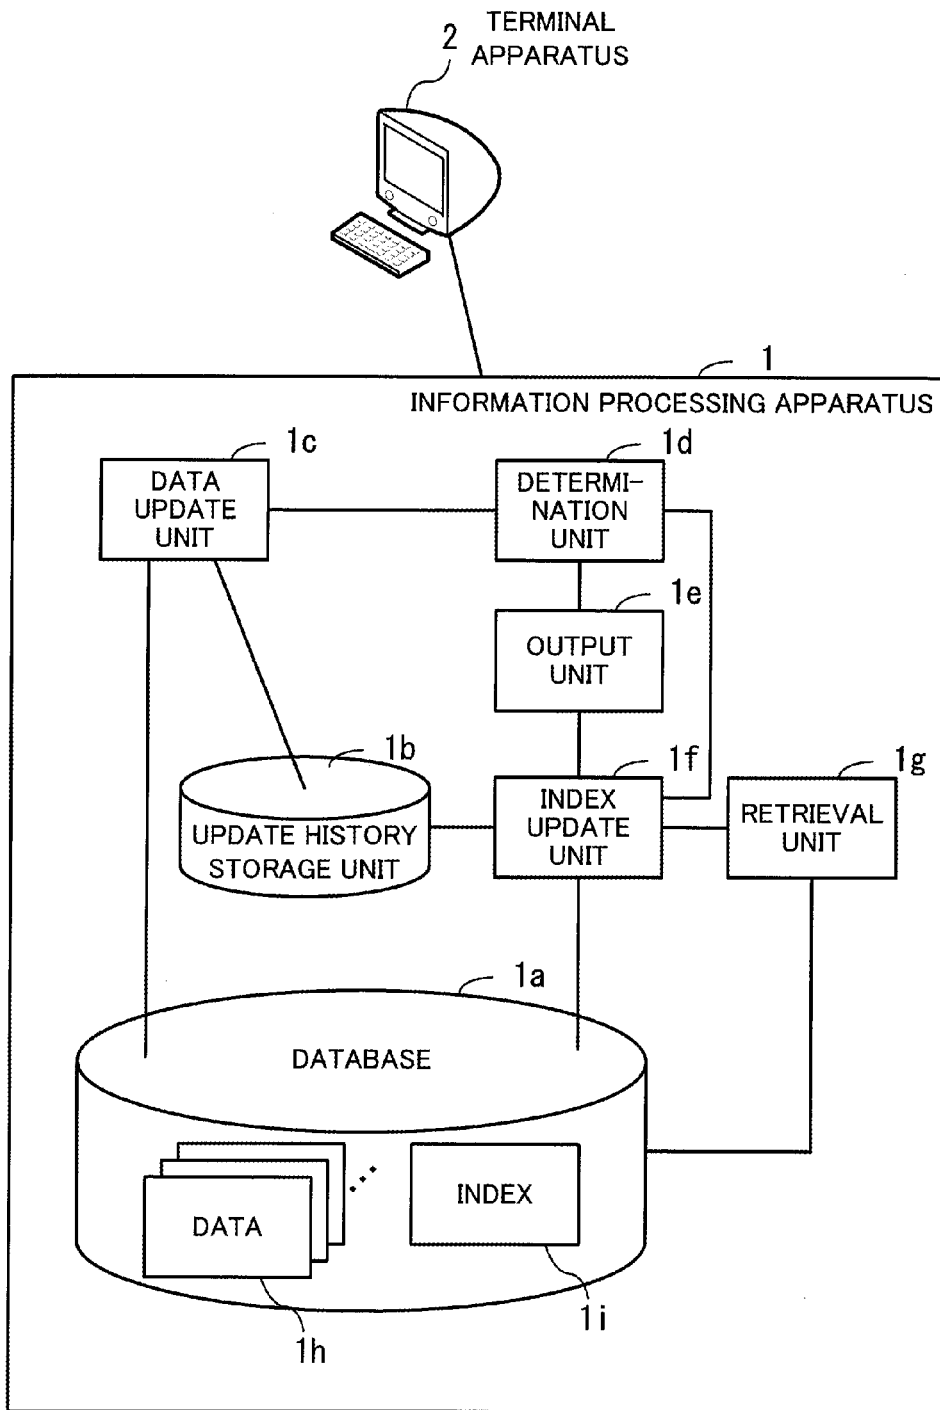 TERMINAL
2 APPARATUS
1
INFORMATION PROCESSING APPARATUS
1c
DATA
UPDATE
UNIT
1d
DETERMI-
NATION
UNIT
1e
OUTPUT
UNIT
1b
UPDATE HISTORY
STORAGE UNIT
1f
INDEX
UPDATE
UNIT
1g
RETRIEVAL
UNIT
1a
DATABASE
DATA
INDEX
1h
1i